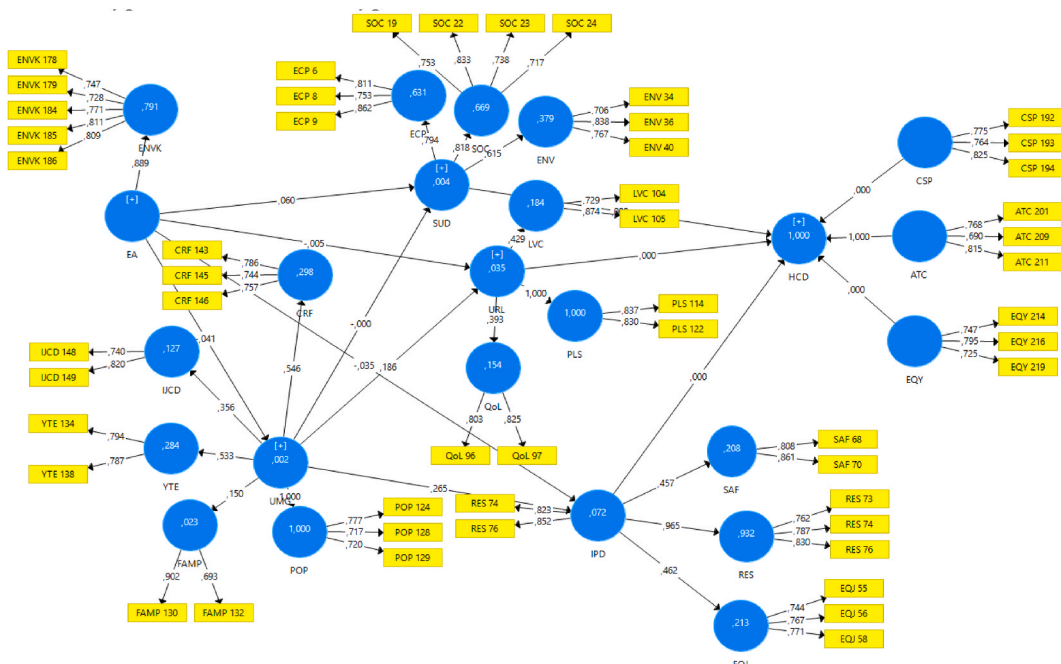 SOC 19
SOC 22
SOC 23
SOC 24
,753
,833
,738
,717
ENVK 178
ENVK 179
ENVK 184
ENVK 185
ENVK 186
,747
,728
,771
,811
,809
,791
ENVK
,889
ECP 6
ECP 8
ECP 9
,811
,753
,862
,631
ECP
,669
SOC
,379
ENV
,706
,838
,767
ENV 34
ENV 36
ENV 40
,794
,818
,615
CSP
,775
,764
,825
CSP 192
CSP 193
CSP 194
[+]
EA
,060
[+]
,004
SUD
,184
LVC
,729
,874
LVC 104
LVC 105
,000
[+]
1,000
HCD
1,000
ATC
,768
,690
,815
ATC 201
ATC 209
ATC 211
-,005
,429
[+]
,035
URL
,000
,000
CRF 143
CRF 145
CRF 146
,786
,744
,757
,298
CRF
1,000
,393
1,000
PLS
,837
,830
PLS 114
PLS 122
EQY
,747
,795
,725
EQY 214
EQY 216
EQY 219
-,041
-,000
-,035
,186
,000
IJCD 148
IJCD 149
,740
,820
,127
IJCD
,546
,356
,154
QoL
,803
,825
QoL 96
QoL 97
YTE 134
YTE 138
,794
,787
,284
YTE
,533
[+]
,002
UMG
,265
,150
1,000
,023
FAMP
,902
,693
FAMP 130
FAMP 132
1,000
POP
,777
,717
,720
POP 124
POP 128
POP 129
RES 74
RES 76
,823
,852
,072
IPD
,457
,965
,462
,208
SAF
,808
,861
SAF 68
SAF 70
,932
RES
,762
,787
,830
RES 73
RES 74
RES 76
,213
,744
,767
,771
EQJ 55
EQJ 56
EQJ 58